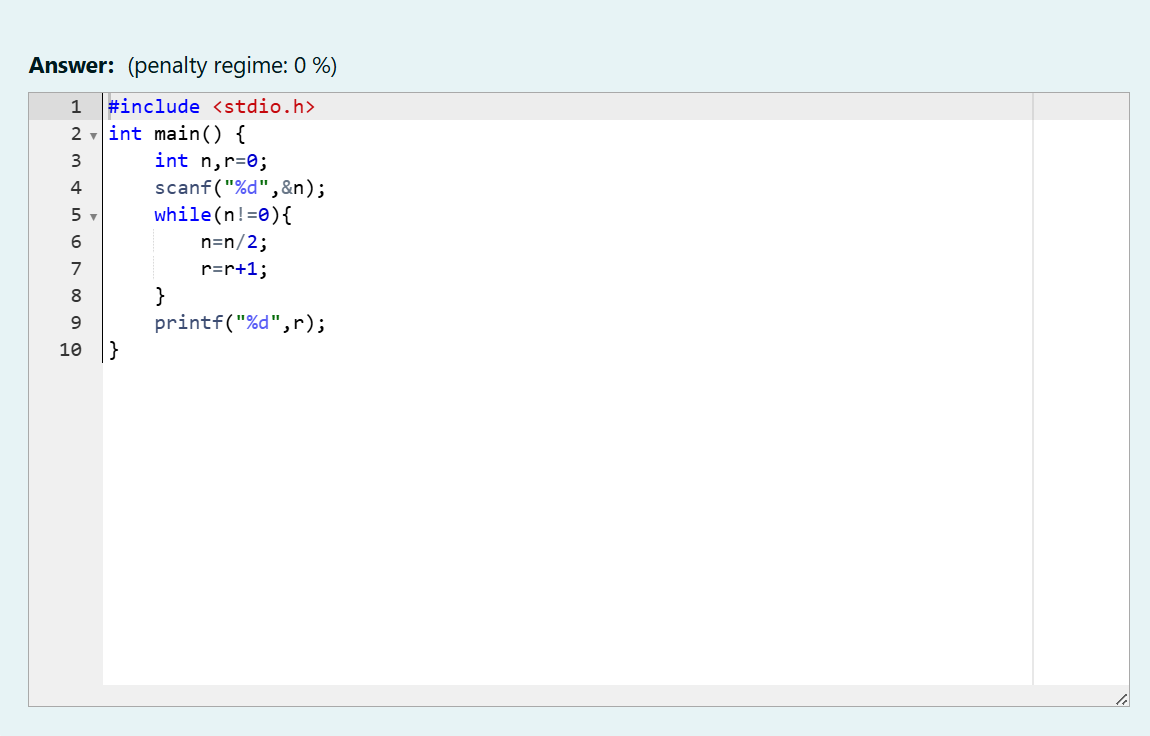 Answer: (penalty regime: 0 %)
1 #include <stdio.h>
2 int main() {
3     int n,r=0;
4     scanf("%d",&n);
5     while(n!=0){
6         n=n/2;
7         r=r+1;
8     }
9     printf("%d",r);
10 }